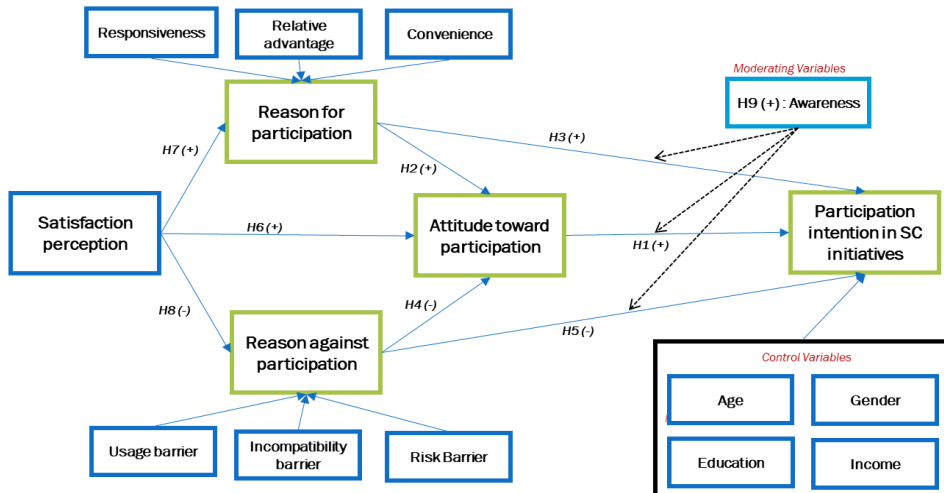 Responsiveness
Relative
advantage
Convenience
Moderating Variables
Reason for
participation
H9 (+) : Awareness
H7 (+)
H3 (+)
H2 (+)
Satisfaction
perception
H6 (+)
Attitude toward
participation
H1 (+)
Participation
intention in SC
initiatives
H8 (-)
H4 (-)
H5 (-)
Reason against
participation
Control Variables
Age
Gender
Usage barrier
Incompatibility
barrier
Risk Barrier
Education
Income